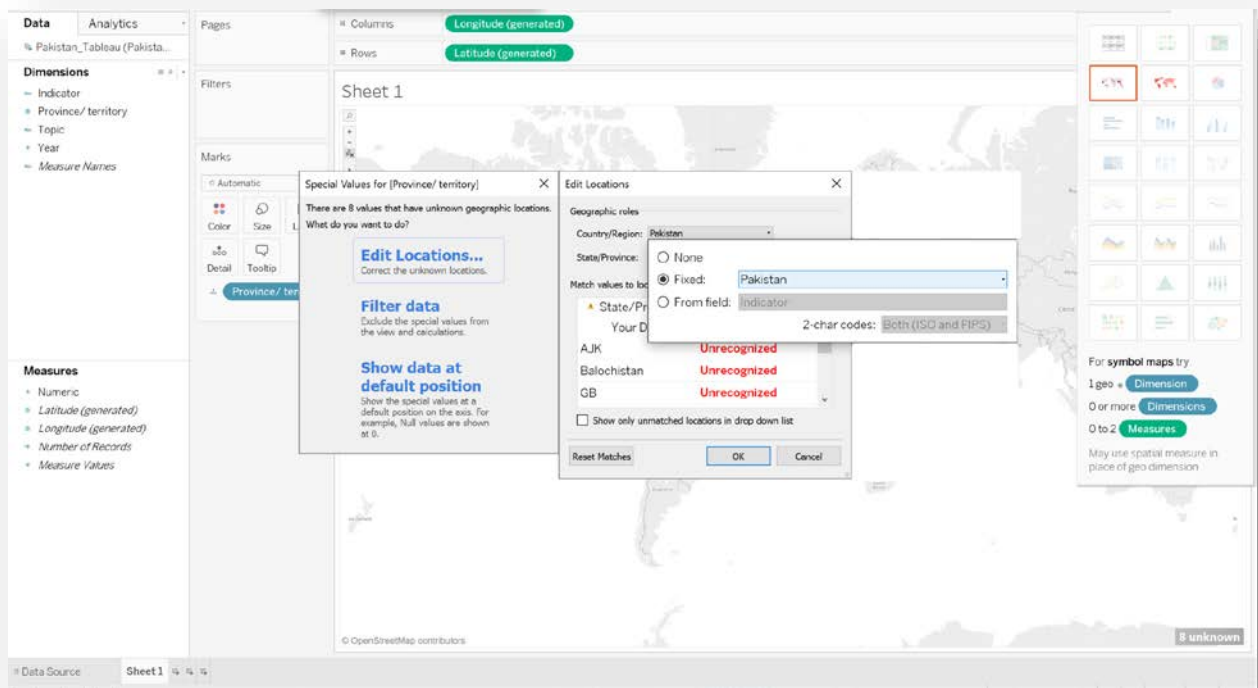 Data Analytics
Pakistan_Tableau (Pakista...
Dimensions
Indicator
Province/ territory
Topic
Year
Measure Names
Measures
Numeric
Latitude (generated)
Longitude (generated)
Number of Records
Measure Values
Pages
Filters
Marks
Automatic
Color Size L
Detail Tooltip
Province/ ter
Columns Longitude (generated)
Rows Latitude (generated)
Sheet 1
Special Values for [Province/ territory]
There are 8 values that have unknown geographic locations.
What do you want to do?
Edit Locations...
Correct the unknown locations.
Filter data
Exclude the special values from
the view and calculations.
Show data at
default position
Show the special values at a
default position on the axis. For
example, Null values are shown
at 0.
Edit Locations
Geographic roles
Country/Region: Pakistan
State/Province:
None
Fixed: Pakistan
From field: Indicator
2-char codes: Both (ISO and FIPS)
Match values to loc
State/Pr
Your D
AJK Unrecognized
Balochistan Unrecognized
GB Unrecognized
Show only unmatched locations in drop down list
Reset Matches OK Cancel
For symbol maps try
1 geo Dimension
0 or more Dimensions
0 to 2 Measures
May use spatial measure in
place of geo dimension
© OpenStreetMap contributors
8 unknown
Data Source Sheet 1